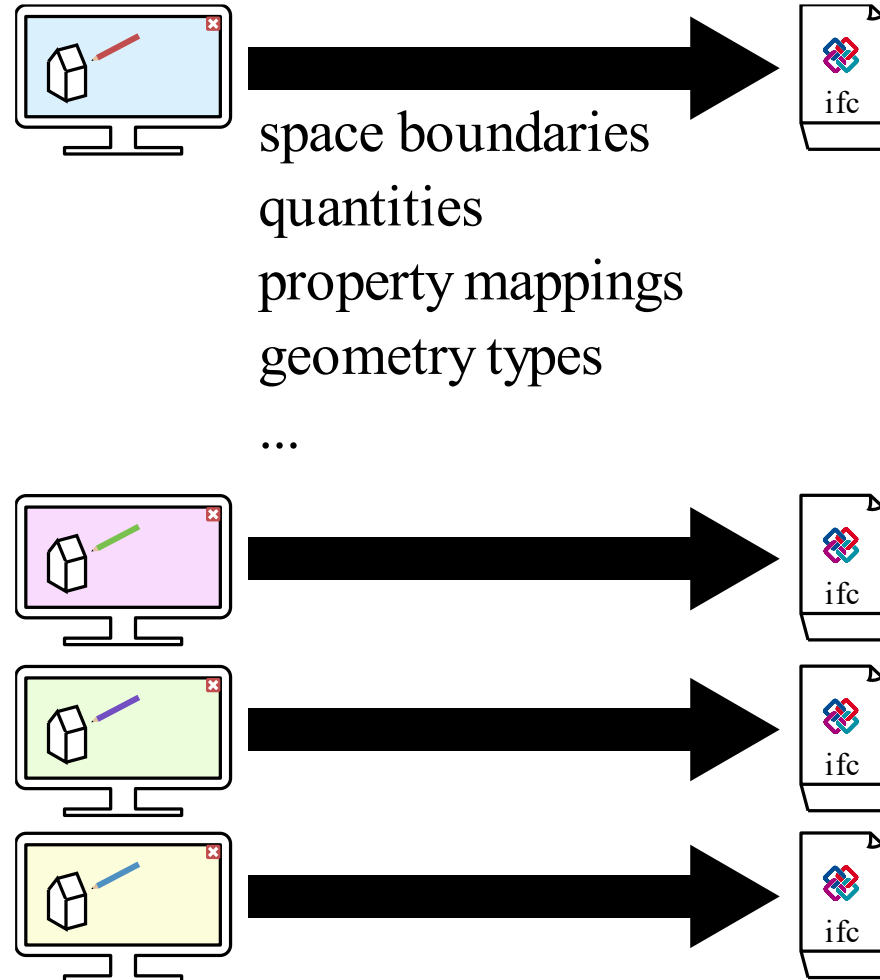 ifc
space boundaries
quantities
property mappings
geometry types
...
ifc
ifc
ifc